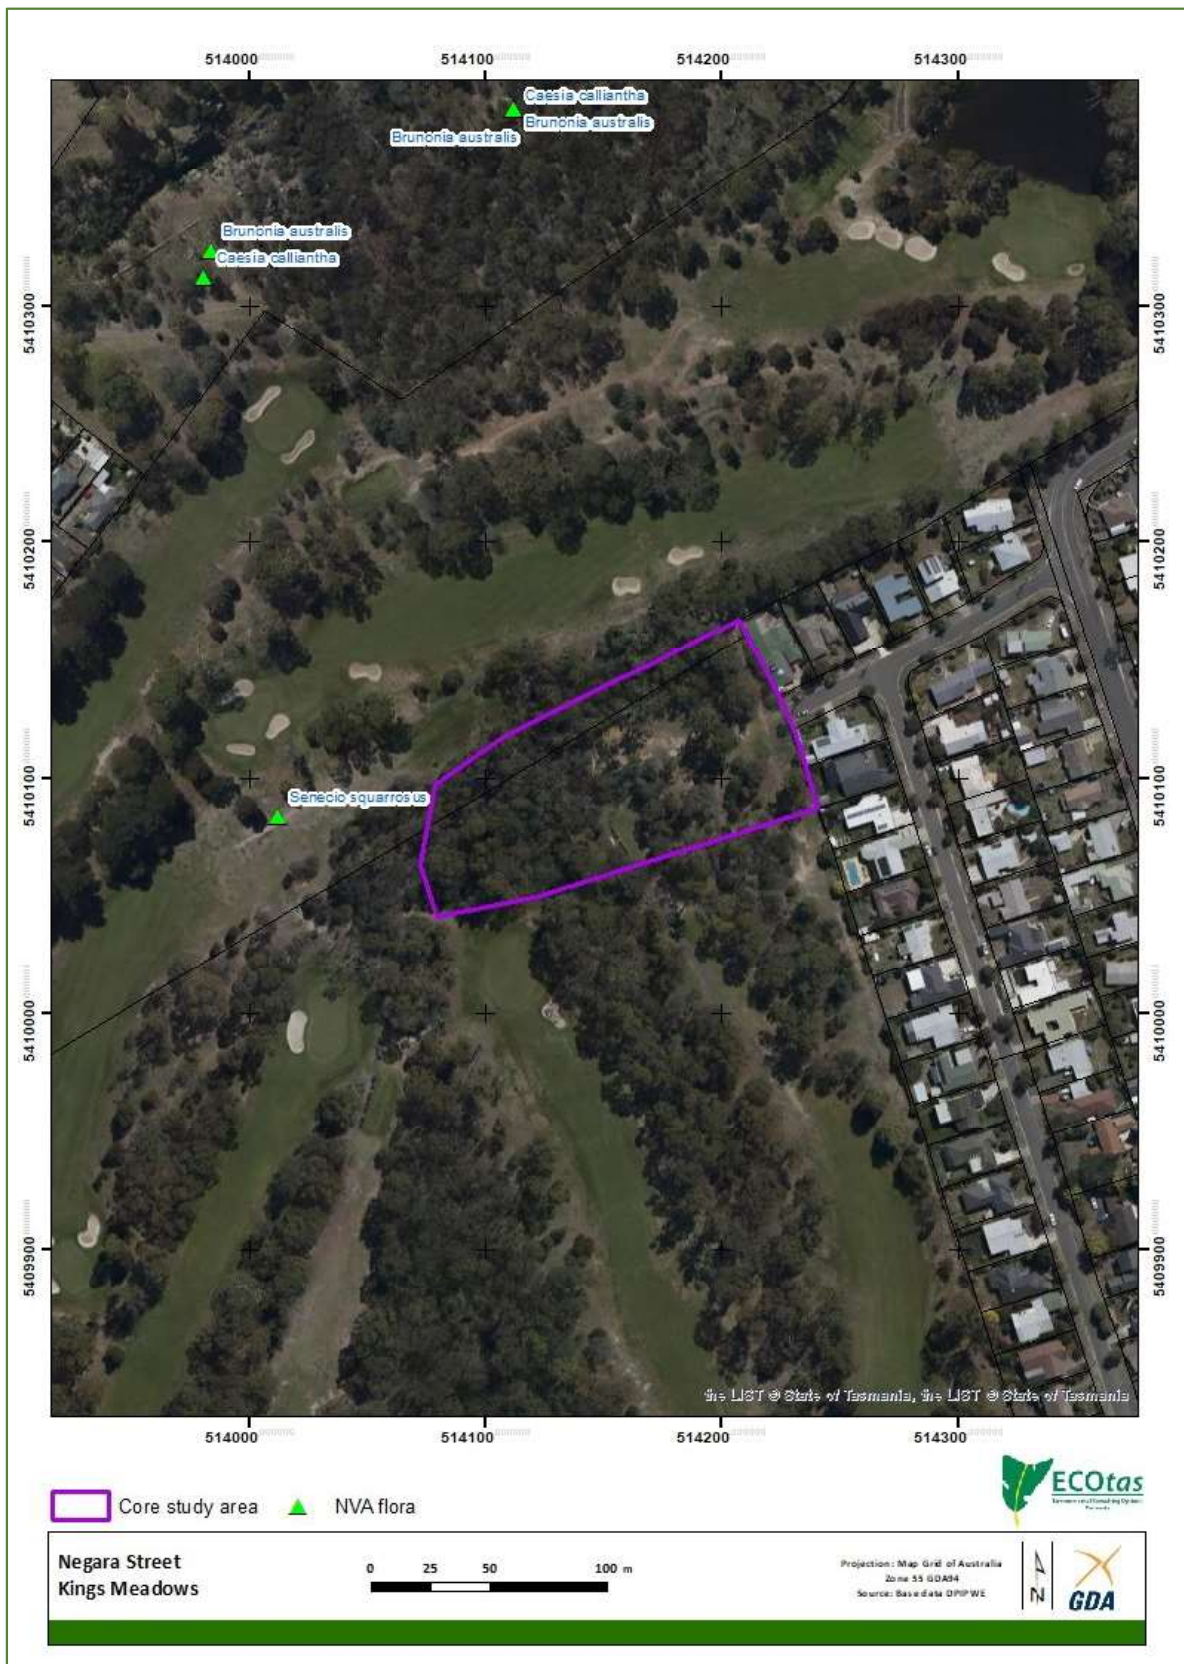 514000 514100 514200 514300
Caesia calliantha
Brunonia australis
Brunonia australis
Brunonia australis
Caesia calliantha
5410300 5410300
5410200 5410200
5410100 5410100
Senecio squarrosus
5410000 5410000
5409900 5409900
the LIST © State of Tasmania, the LIST © State of Tasmania
514000 514100 514200 514300
Core study area NVA flora
ECOtas
Negara Street
Kings Meadows
0 25 50 100 m
Projection: Map Grid of Australia
Zone 55 GDA94
Source: Base data DPIPWE
N
GDA